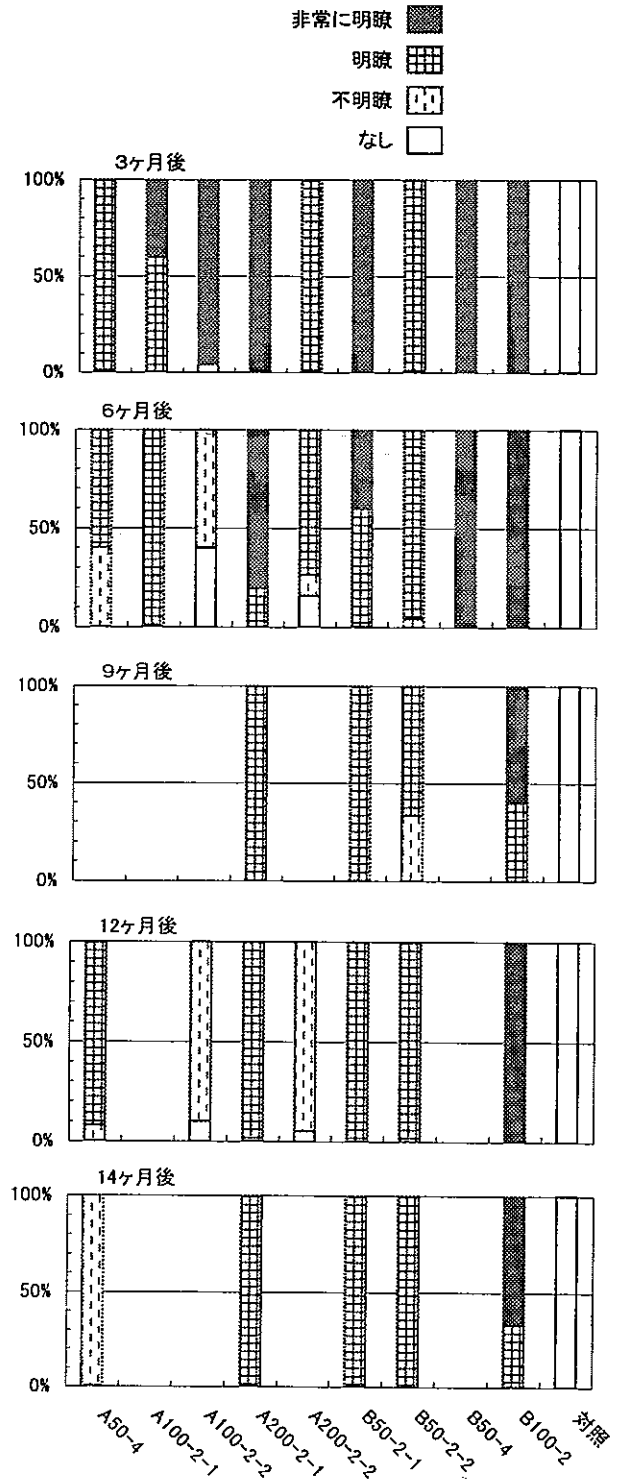 非常に明瞭
明瞭
不明瞭
なし
3ヶ月後
100%
50%
0%
6ヶ月後
100%
50%
0%
9ヶ月後
100%
50%
0%
12ヶ月後
100%
50%
0%
14ヶ月後
100%
50%
0%
A50-4
A100-2-1
A100-2-2
A200-2-1
A200-2-2
B50-2-1
B50-2-2
B50-4
B100-2
対照